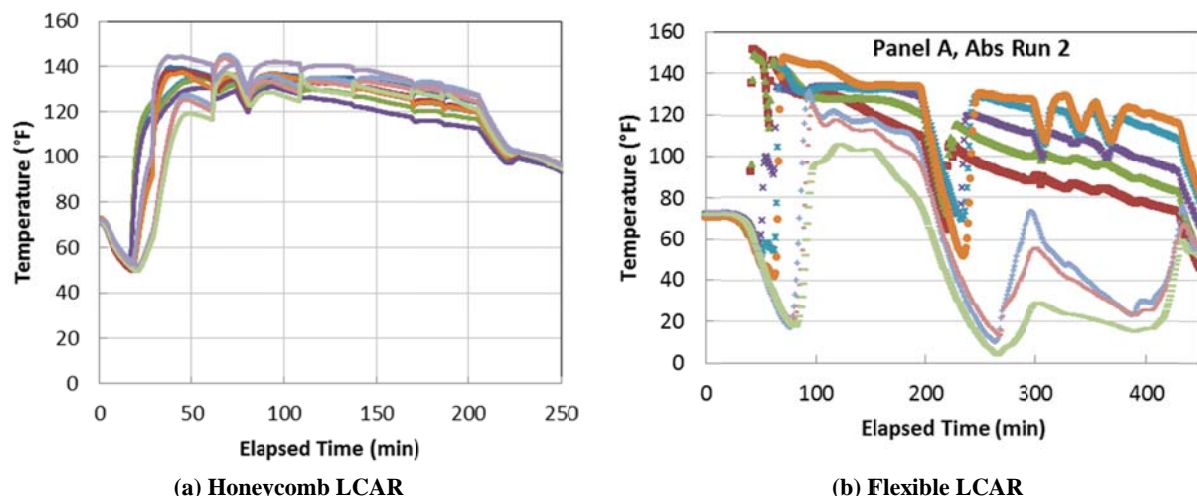 160
140
120
100
80
60
40
20
0
Temperature (°F)
0 50 100 150 200 250
Elapsed Time (min)
(a) Honeycomb LCAR
Panel A, Abs Run 2
160
140
120
100
80
60
40
20
0
Temperature (°F)
0 100 200 300 400
Elapsed Time (min)
(b) Flexible LCAR